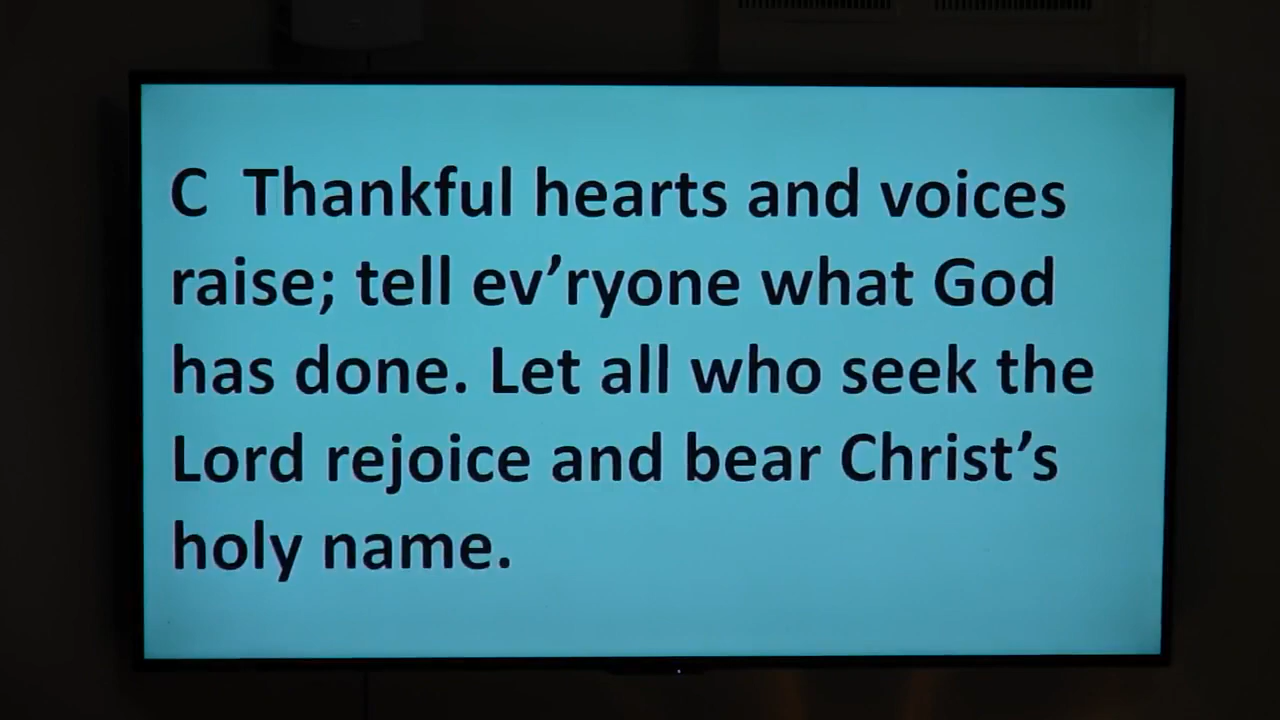 C  Thankful hearts and voices
raise; tell ev’ryone what God
has done. Let all who seek the
Lord rejoice and bear Christ’s
holy name.